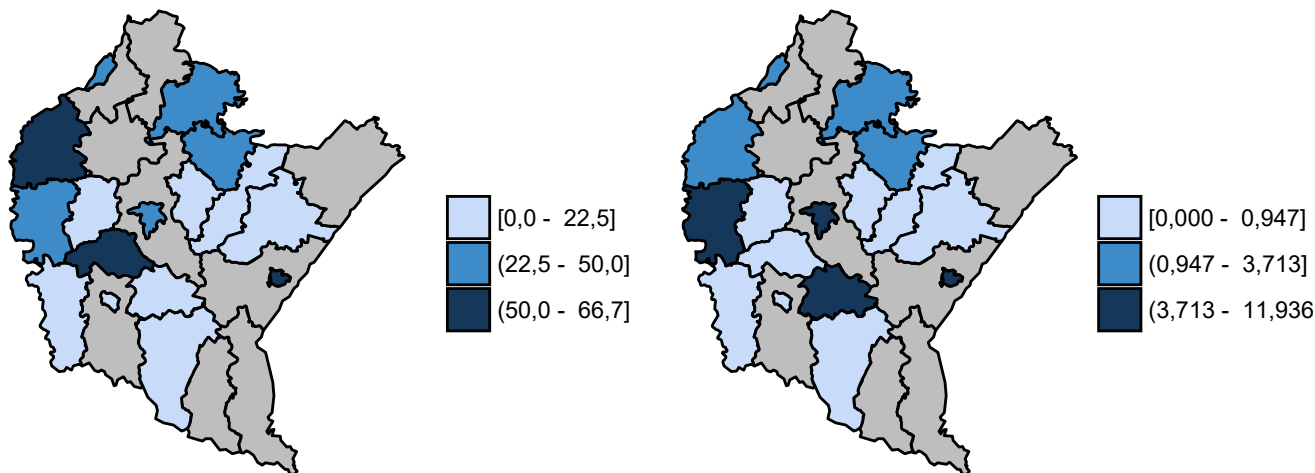 [0,0 -  22,5]
(22,5 -  50,0]
(50,0 -  66,7]
[0,000 -  0,947]
(0,947 -  3,713]
(3,713 -  11,936